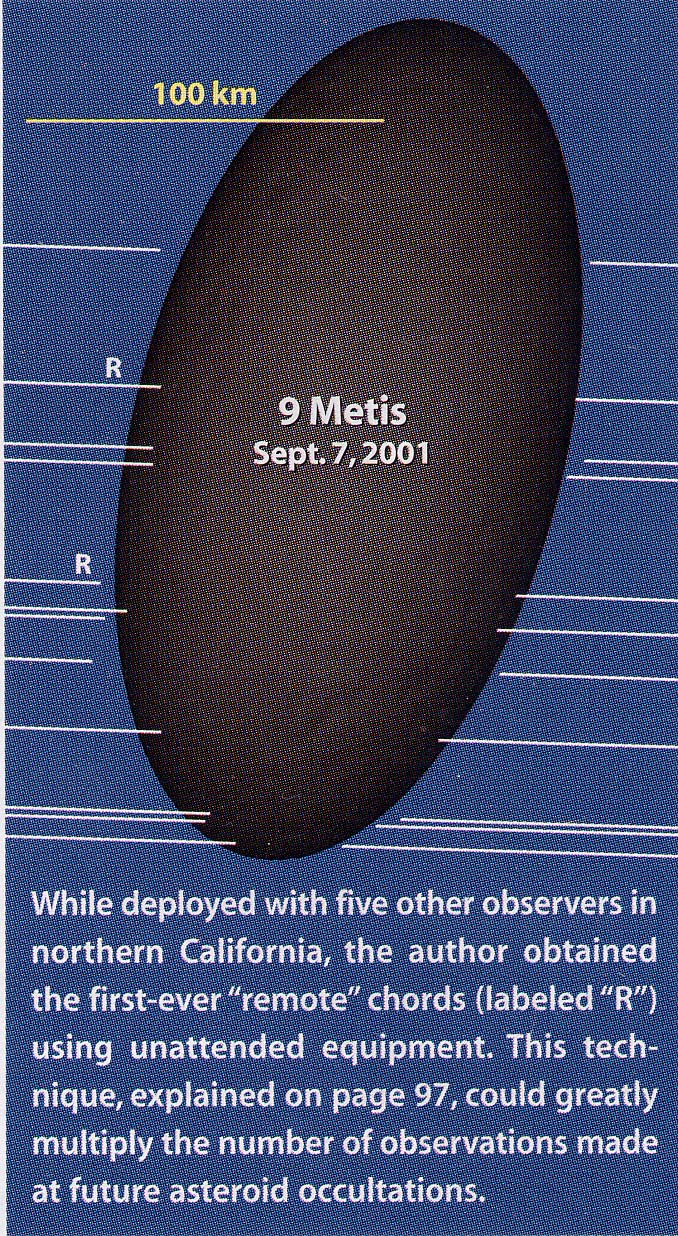 100 km
R
9 Metis
Sept. 7, 2001
R
While deployed with five other observers in
northern California, the author obtained
the first-ever “remote” chords (labeled “R”)
using unattended equipment. This tech-
nique, explained on page 97, could greatly
multiply the number of observations made
at future asteroid occultations.